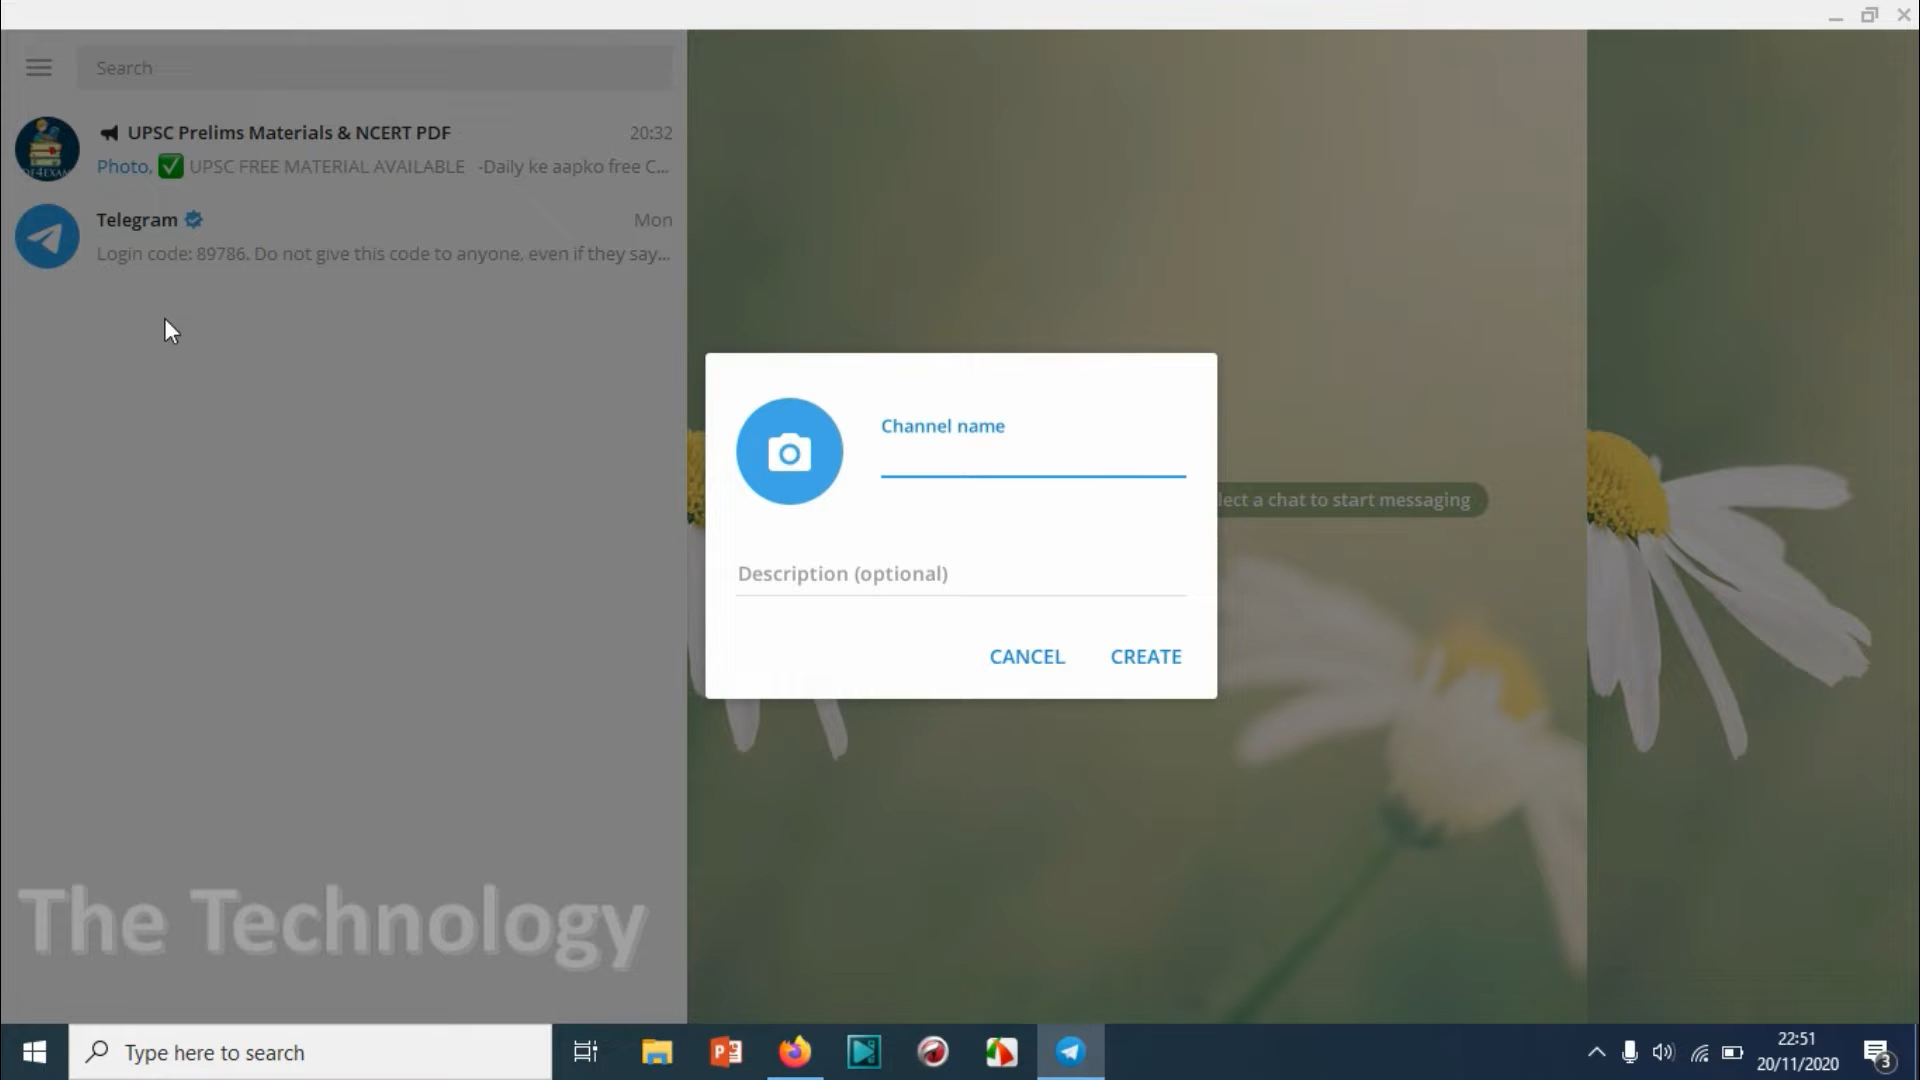 Search
UPSC Prelims Materials & NCERT PDF 20:32
Photo, ✅ UPSC FREE MATERIAL AVAILABLE -Daily ke aapko free C...
Telegram Mon
Login code: 89786. Do not give this code to anyone, even if they say...
Channel name
lect a chat to start messaging
Description (optional)
CANCEL CREATE
The Technology
Type here to search
22:51
20/11/2020
3